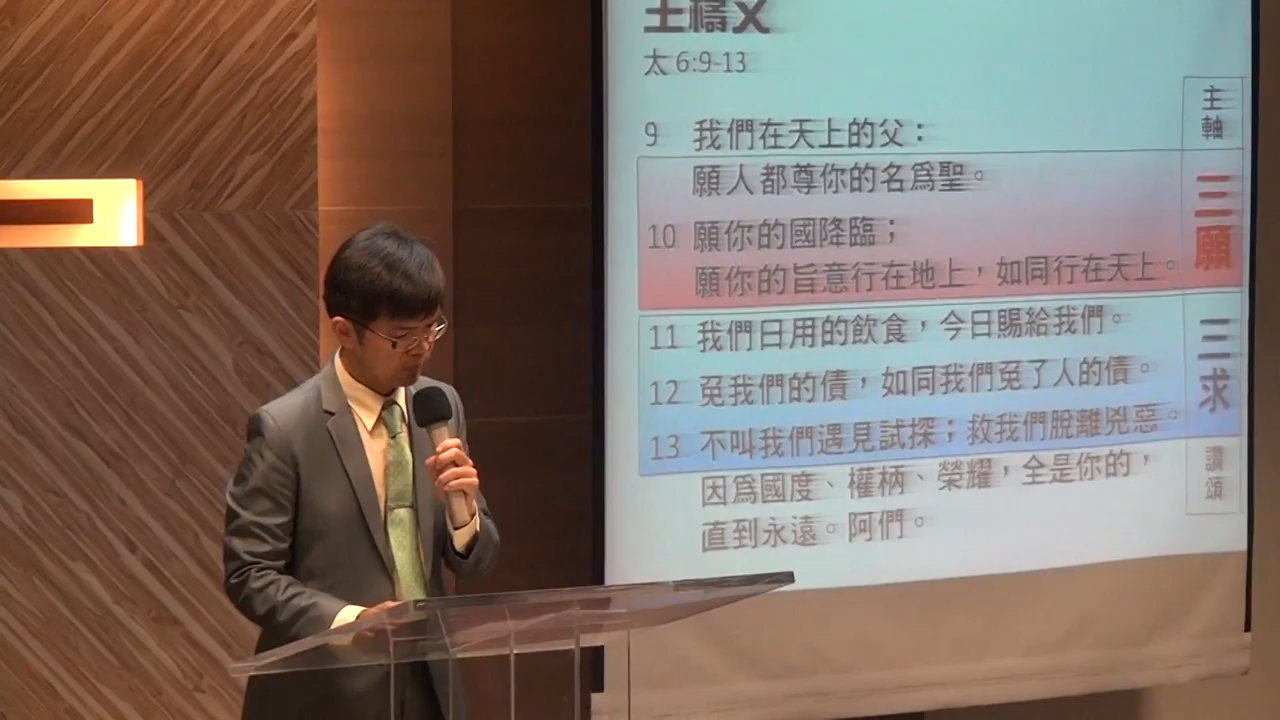 主禱文
太 6:9-13
主軸
9 我們在天上的父：
願人都尊你的名爲聖。
10 願你的國降臨；
願你的旨意行在地上，如同行在天上。
三願
11 我們日用的飲食，今日賜給我們。
12 免我們的債，如同我們免了人的債。
13 不叫我們遇見試探；救我們脫離兇惡。
三求
因爲國度、權柄、榮耀，全是你的，
直到永遠。阿們。
讚頌